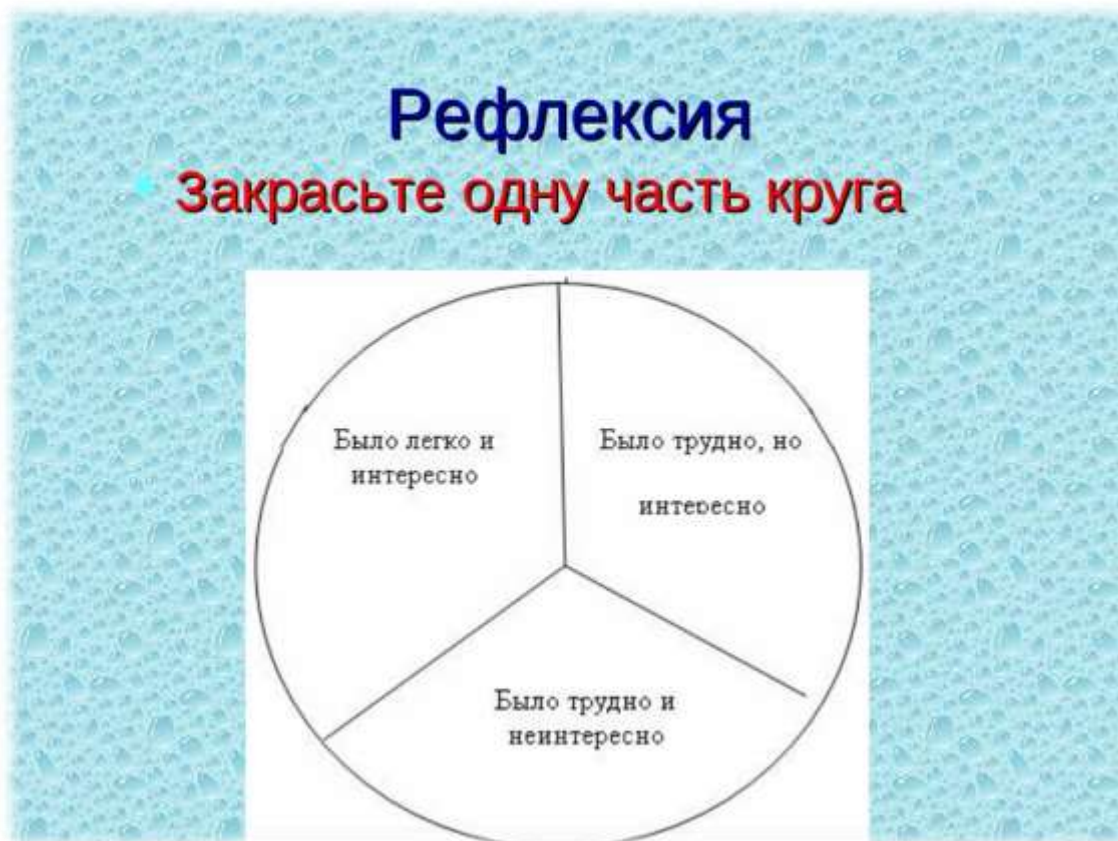 Рефлексия
Закрасьте одну часть круга
Было легко и
интересно
Было трудно, но
интересно
Было трудно и
неинтересно